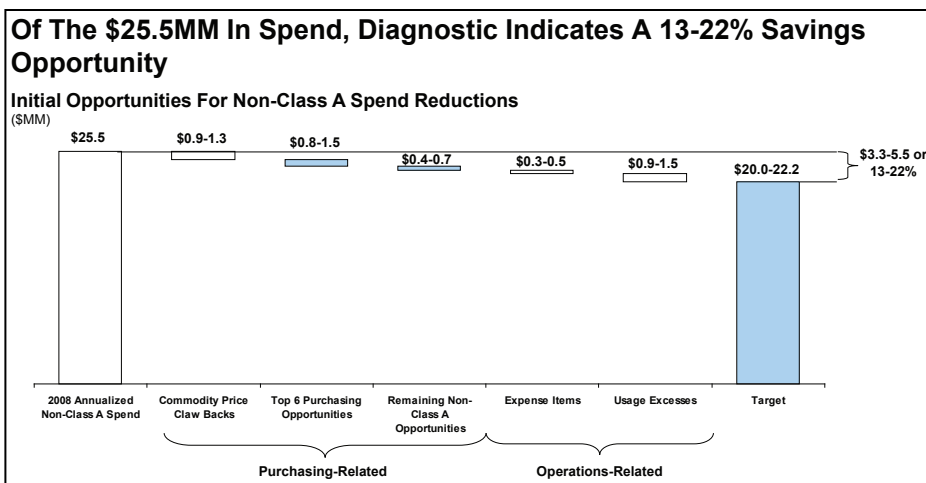 Of The $25.5MM In Spend, Diagnostic Indicates A 13-22% Savings
Opportunity
Initial Opportunities For Non-Class A Spend Reductions
($MM)
$25.5
$0.9-1.3
$0.8-1.5
$0.4-0.7
$0.3-0.5
$0.9-1.5
$20.0-22.2
$3.3-5.5 or
13-22%
2008 Annualized
Non-Class A Spend
Commodity Price
Claw Backs
Top 6 Purchasing
Opportunities
Remaining Non-
Class A
Opportunities
Expense Items
Usage Excesses
Target
Purchasing-Related
Operations-Related